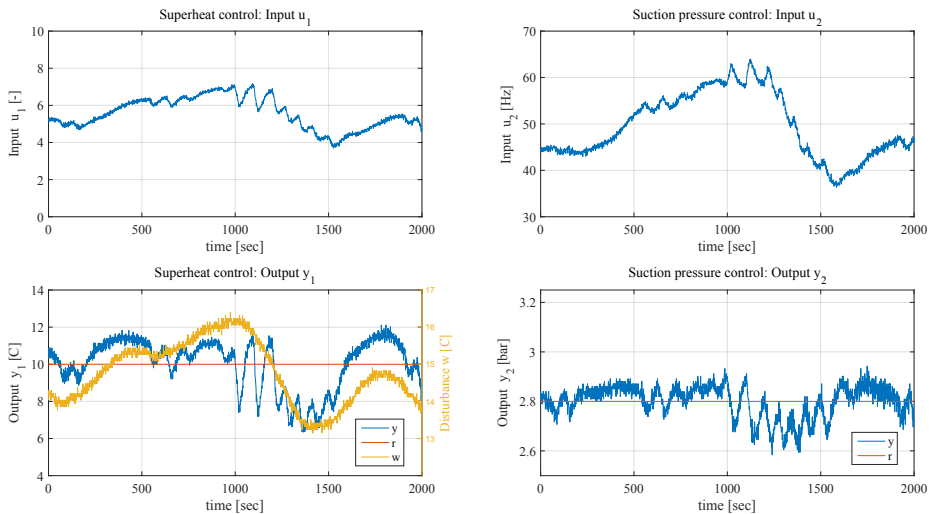 Superheat control: Input u1
Input u1 [-]
10
8
6
4
2
0
0 500 1000 1500 2000
time [sec]
Suction pressure control: Input u2
Input u2 [Hz]
70
60
50
40
30
0 500 1000 1500 2000
time [sec]
Superheat control: Output y1
Output y1 [C]
14
12
10
8
6
4
17
16
15
14
13
Disturbance w [C]
y
r
w
0 500 1000 1500 2000
time [sec]
Suction pressure control: Output y2
Output y2 [bar]
3.2
3
2.8
2.6
y
r
0 500 1000 1500 2000
time [sec]